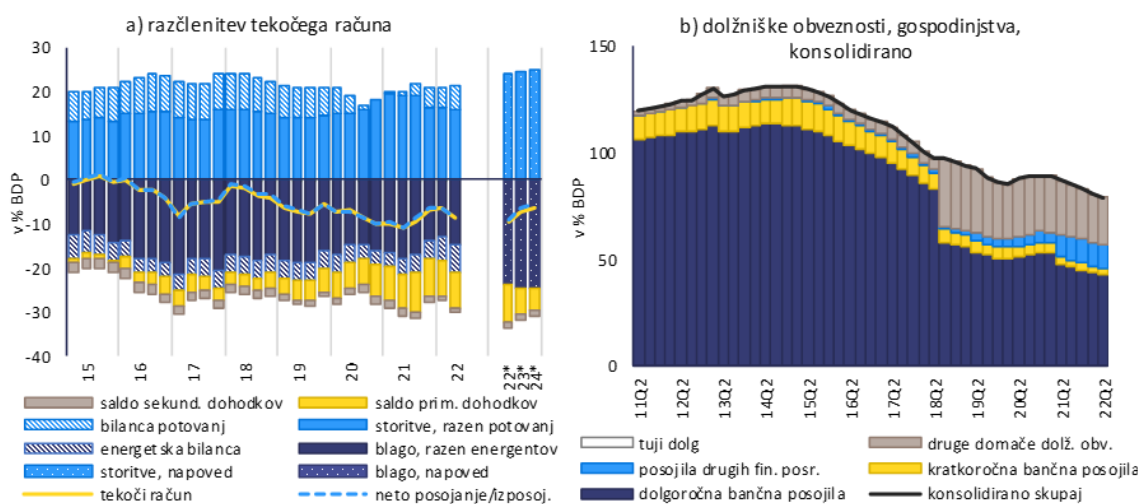 a) razčlenitev tekočega računa
v % BDP
30
20
10
0
-10
-20
-30
-40
15
16
17
18
19
20
21
22
22*
23*
24*
saldo sekund. dohodkov
saldo prim. dohodkov
bilanca potovanj
storitve, razen potovanj
energetska bilanca
blago, razen energentov
storitve, napoved
blago, napoved
tekoči račun
neto posojanje/izposoj.
b) dolžniške obveznosti, gospodinjstva,
konsolidirano
v % BDP
150
100
50
0
11Q2
12Q2
13Q2
14Q2
15Q2
16Q2
17Q2
18Q2
19Q2
20Q2
21Q2
22Q2
tuji dolg
druge domače dolž. obv.
posojila drugih fin. posr.
kratkoročna bančna posojila
dolgoročna bančna posojila
konsolidirano skupaj